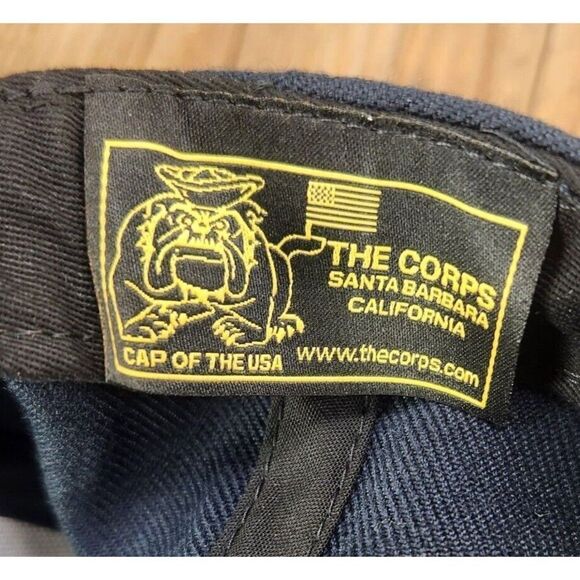 THE CORPS
SANTA BARBARA
CALIFORNIA
CAP OF THE USA
www.thecorps.com